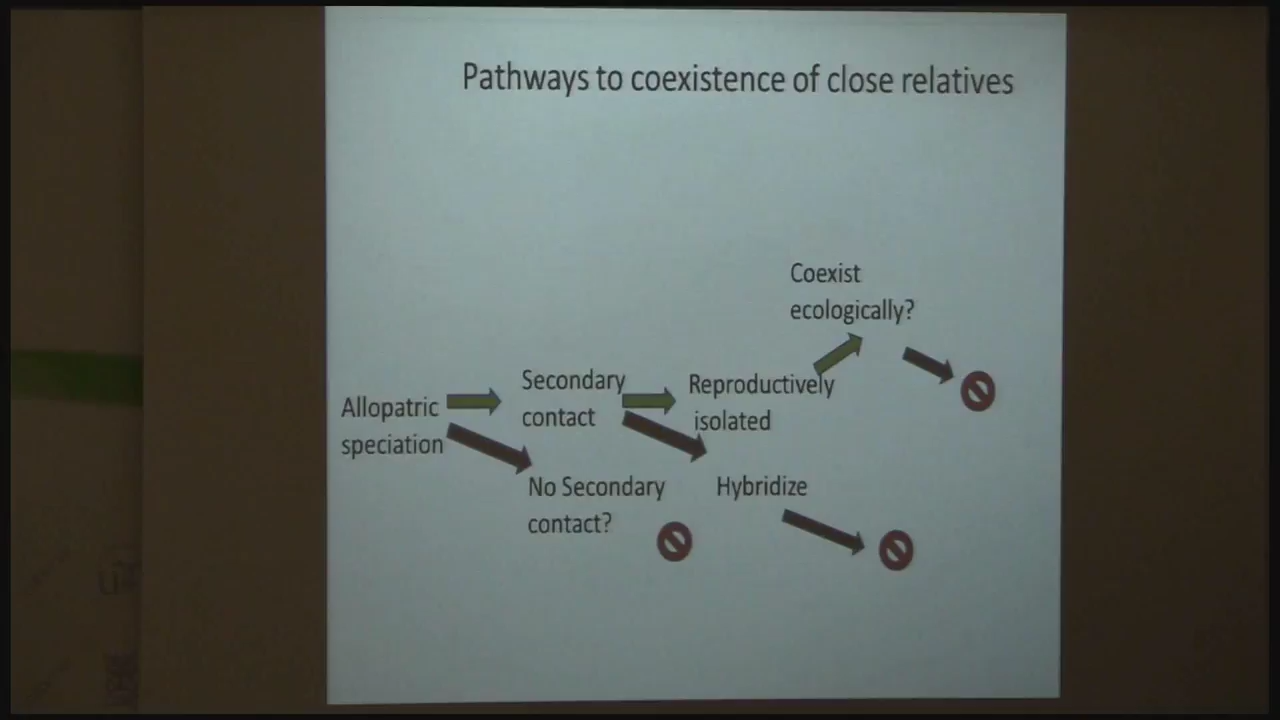 Pathways to coexistence of close relatives
Coexist
ecologically?
Secondary
contact
Reproductively
isolated
Allopatric
speciation
No Secondary
contact?
Hybridize